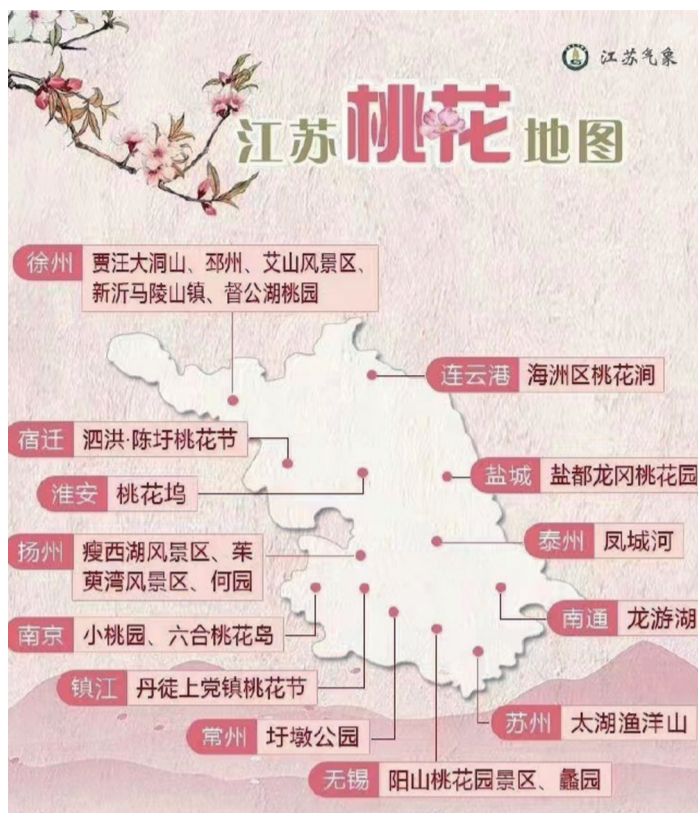 江苏气象
江苏桃花地图
徐州 贾汪大洞山、邳州、艾山风景区、
新沂马陵山镇、督公湖桃园
连云港 海洲区桃花涧
宿迁 泗洪·陈圩桃花节
淮安 桃花坞
盐城 盐都龙冈桃花园
扬州 瘦西湖风景区、茱
萸湾风景区、何园
泰州 凤城河
南京 小桃园、六合桃花岛
南通 龙游湖
镇江 丹徒上党镇桃花节
常州 圩墩公园
苏州 太湖渔洋山
无锡 阳山桃花园景区、蠡园